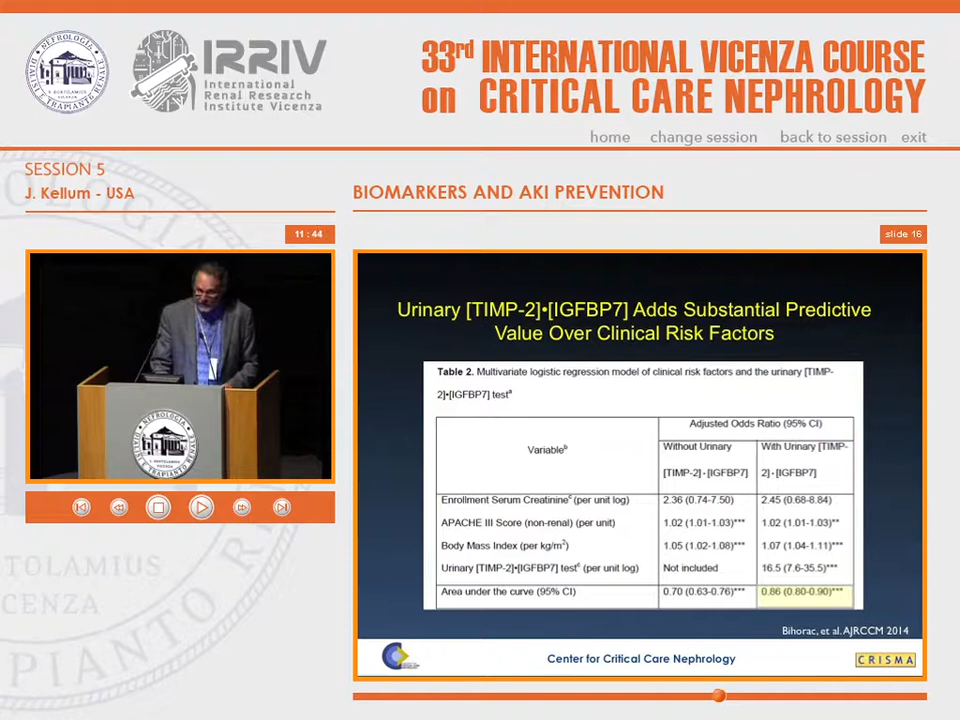 NEFROLOGIA
DIALISI E TRAPIANTO RENALE
S. BORTOLO
VICENZA
IRRIV
International
Renal Research
Institute Vicenza
33rd INTERNATIONAL VICENZA COURSE
on CRITICAL CARE NEPHROLOGY
home change session back to session exit
SESSION 5
J. Kellum - USA
BIOMARKERS AND AKI PREVENTION
11 : 44
slide 16
NEFROLOGIA
Urinary [TIMP-2]•[IGFBP7] Adds Substantial Predictive
Value Over Clinical Risk Factors
Table 2. Multivariate logistic regression model of clinical risk factors and the urinary [TIMP-
2]•[IGFBP7] testᵃ
Adjusted Odds Ratio (95% CI)
Variableᵇ
Without Urinary
[TIMP-2]•[IGFBP7]
With Urinary [TIMP-
2]•[IGFBP7]
Enrollment Serum Creatinineᶜ (per unit log) 2.36 (0.74-7.50) 2.45 (0.68-8.84)
APACHE III Score (non-renal) (per unit) 1.02 (1.01-1.03)*** 1.02 (1.01-1.03)**
Body Mass Index (per kg/m²) 1.05 (1.02-1.08)*** 1.07 (1.04-1.11)***
Urinary [TIMP-2]•[IGFBP7] testᶜ (per unit log) Not included 16.5 (7.6-35.5)***
Area under the curve (95% CI) 0.70 (0.63-0.76)*** 0.86 (0.80-0.90)***
Bihorac, et al. AJRCCM 2014
Center for Critical Care Nephrology
CRISMA